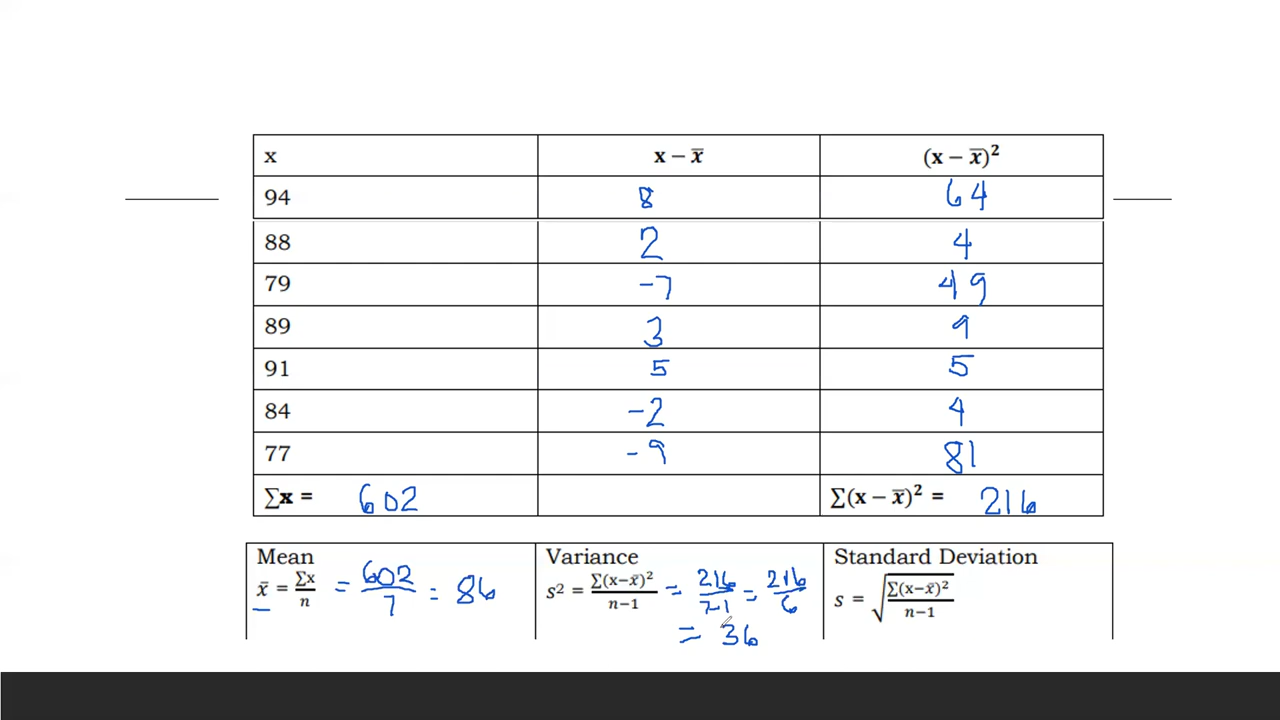 x x − x̄ (x − x̄)²
94 8 64
88 2 4
79 -7 49
89 3 9
91 5 5
84 -2 4
77 -9 81
∑x = 602 ∑(x − x̄)² = 216
Mean
x̄ = ∑x/n = 602/7 = 86
Variance
s² = ∑(x−x̄)²/n−1 = 216/7-1 = 216/6
= 36
Standard Deviation
s = √∑(x−x̄)²/n−1